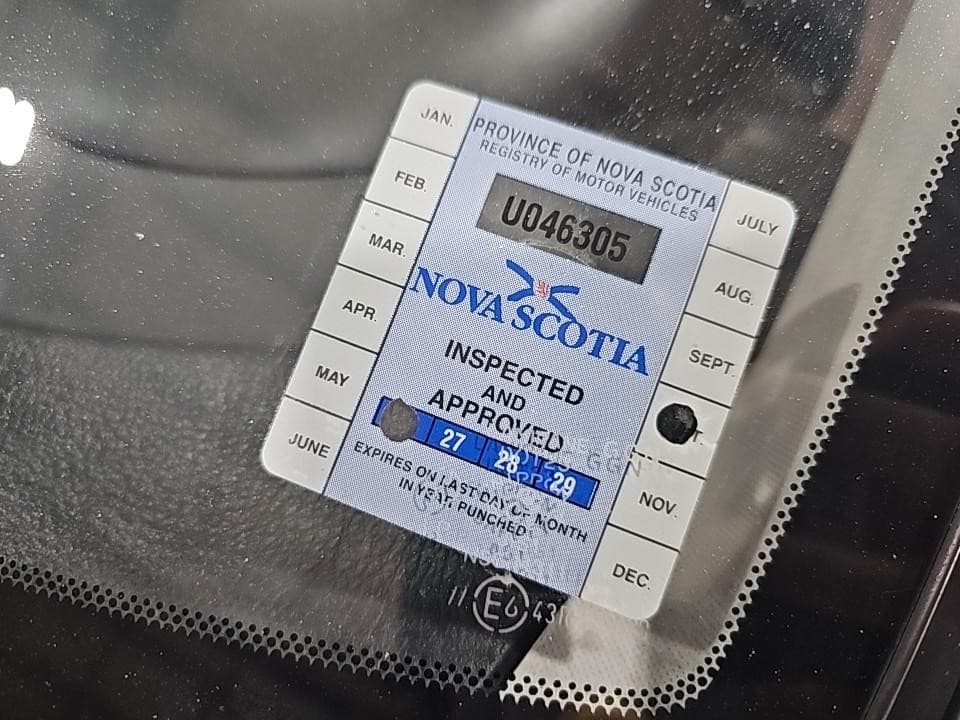 PROVINCE OF NOVA SCOTIA
REGISTRY OF MOTOR VEHICLES
U046305
NOVA SCOTIA
INSPECTED
AND
APPROVED
27 28 29
EXPIRES ON LAST DAY OF MONTH
IN YEAR PUNCHED
JAN.
FEB.
MAR.
APR.
MAY
JUNE
JULY
AUG.
SEPT.
T.
NOV.
DEC.